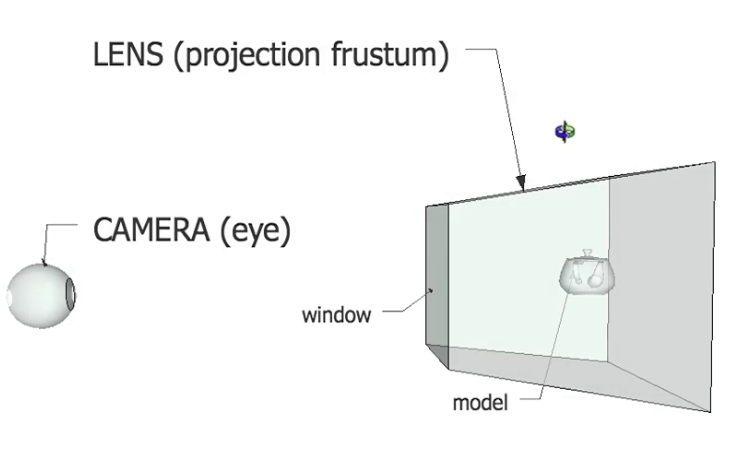 LENS (projection frustum)
CAMERA (eye)
window
model